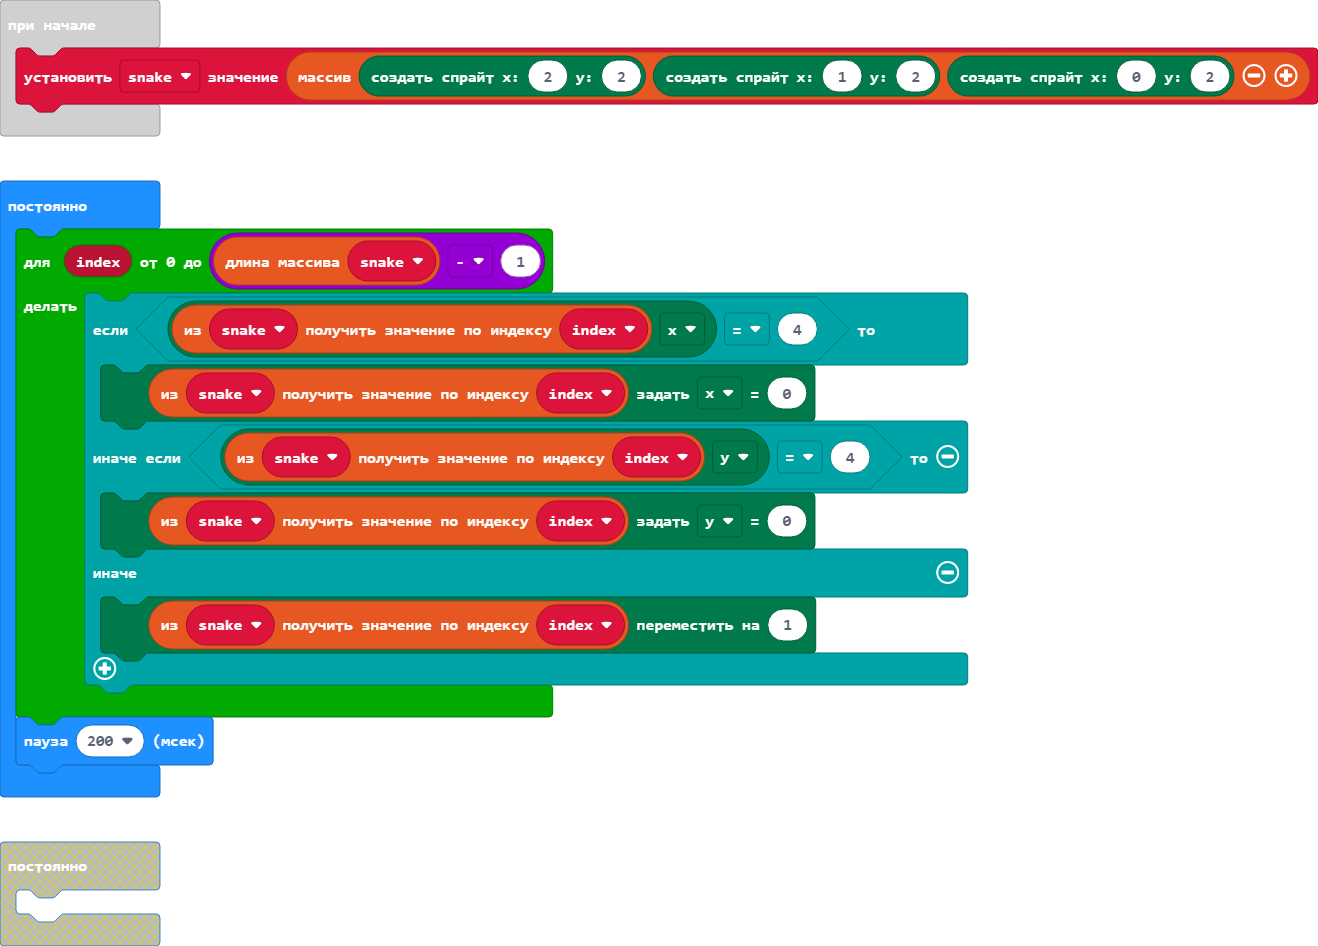 при начале
установить snake значение массив создать спрайт x: 2 y: 2 создать спрайт x: 1 y: 2 создать спрайт x: 0 y: 2
постоянно
для index от 0 до длина массива snake - 1
делать
если из snake получить значение по индексу index x = 4 то
из snake получить значение по индексу index задать x = 0
иначе если из snake получить значение по индексу index y = 4 то
из snake получить значение по индексу index задать y = 0
иначе
из snake получить значение по индексу index переместить на 1
пауза 200 (мсек)
постоянно